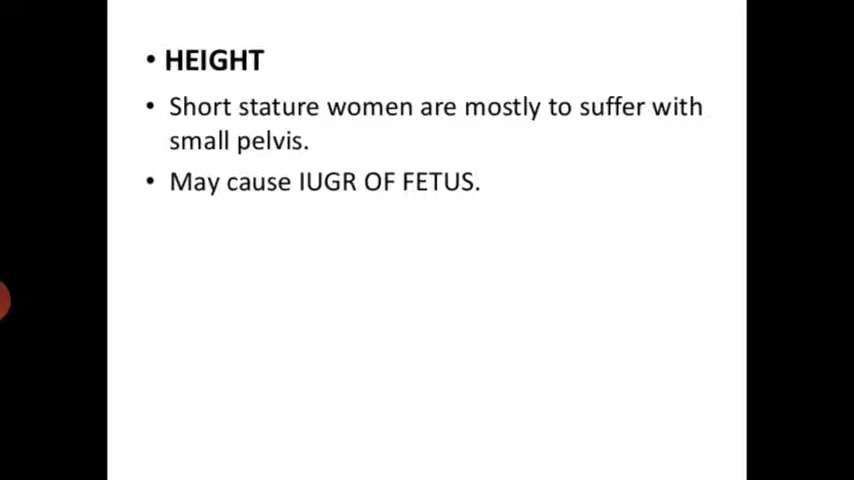 • HEIGHT
• Short stature women are mostly to suffer with
small pelvis.
• May cause IUGR OF FETUS.